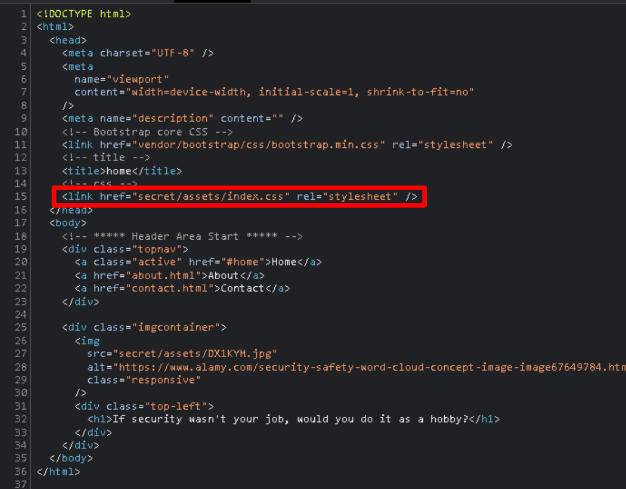 1 <!DOCTYPE html>
2 <html>
3 <head>
4 <meta charset="UTF-8" />
5 <meta
6 name="viewport"
7 content="width=device-width, initial-scale=1, shrink-to-fit=no"
8 />
9 <meta name="description" content="" />
10 <!-- Bootstrap core CSS -->
11 <link href="vendor/bootstrap/css/bootstrap.min.css" rel="stylesheet" />
12 <!-- title -->
13 <title>home</title>
14 <!-- css -->
15 <link href="secret/assets/index.css" rel="stylesheet" />
16 </head>
17 <body>
18 <!-- ***** Header Area Start ***** -->
19 <div class="topnav">
20 <a class="active" href="#home">Home</a>
21 <a href="about.html">About</a>
22 <a href="contact.html">Contact</a>
23 </div>
24
25 <div class="imgcontainer">
26 <img
27 src="secret/assets/DX1KYM.jpg"
28 alt="https://www.alamy.com/security-safety-word-cloud-concept-image-image67649784.htm
29 class="responsive"
30 />
31 <div class="top-left">
32 <h1>If security wasn't your job, would you do it as a hobby?</h1>
33 </div>
34 </div>
35 </body>
36 </html>
37